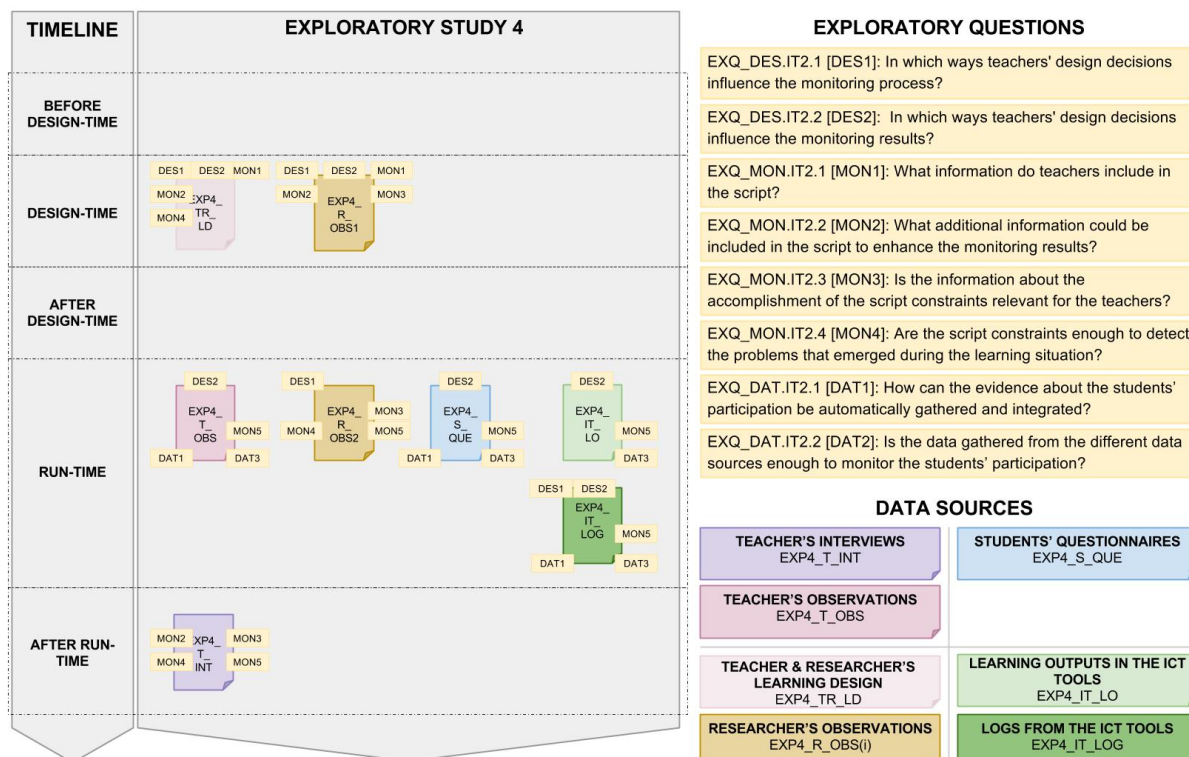 TIMELINE
EXPLORATORY STUDY 4
BEFORE
DESIGN-TIME
DESIGN-TIME
DES1 DES2 MON1
MON2
MON4
EXP4_
TR_
LD
DES1 DES2 MON1
MON2 MON3
EXP4_
R_
OBS1
AFTER
DESIGN-TIME
RUN-TIME
DES2
EXP4_
T_
OBS
MON5
DAT1 DAT3
DES1
EXP4_
R_
OBS2
MON3
MON4 MON5
DES2
EXP4_
S_
QUE
MON5
DAT1 DAT3
DES2
EXP4_
IT_
LO
MON5
DAT3
DES1 DES2
EXP4_
IT_
LOG
MON5
DAT1 DAT3
AFTER RUN-
TIME
MON2 MON3
MON4 MON5
XP4_
T_
INT
EXPLORATORY QUESTIONS
EXQ_DES.IT2.1 [DES1]: In which ways teachers' design decisions
influence the monitoring process?
EXQ_DES.IT2.2 [DES2]: In which ways teachers' design decisions
influence the monitoring results?
EXQ_MON.IT2.1 [MON1]: What information do teachers include in
the script?
EXQ_MON.IT2.2 [MON2]: What additional information could be
included in the script to enhance the monitoring results?
EXQ_MON.IT2.3 [MON3]: Is the information about the
accomplishment of the script constraints relevant for the teachers?
EXQ_MON.IT2.4 [MON4]: Are the script constraints enough to detect
the problems that emerged during the learning situation?
EXQ_DAT.IT2.1 [DAT1]: How can the evidence about the students'
participation be automatically gathered and integrated?
EXQ_DAT.IT2.2 [DAT2]: Is the data gathered from the different data
sources enough to monitor the students' participation?
DATA SOURCES
TEACHER'S INTERVIEWS
EXP4_T_INT
STUDENTS' QUESTIONNAIRES
EXP4_S_QUE
TEACHER'S OBSERVATIONS
EXP4_T_OBS
TEACHER & RESEARCHER'S
LEARNING DESIGN
EXP4_TR_LD
LEARNING OUTPUTS IN THE ICT
TOOLS
EXP4_IT_LO
RESEARCHER'S OBSERVATIONS
EXP4_R_OBS(i)
LOGS FROM THE ICT TOOLS
EXP4_IT_LOG